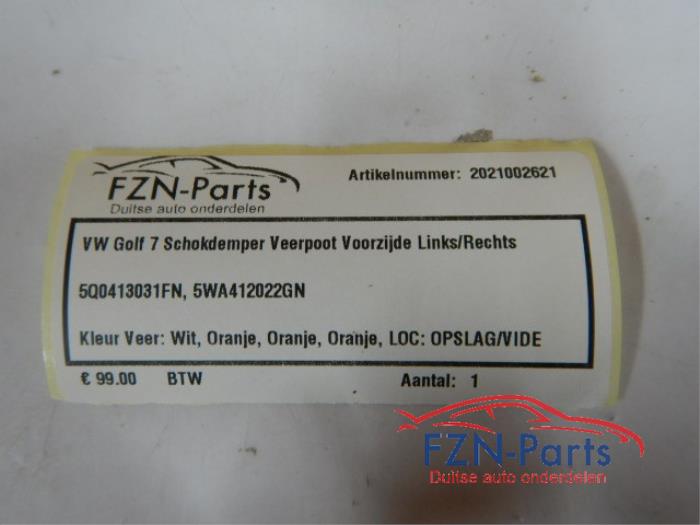 FZN-Parts
Duitse auto onderdelen
Artikelnummer: 2021002621
VW Golf 7 Schokdemper Veerpoot Voorzijde Links/Rechts
5Q0413031FN, 5WA412022GN
Kleur Veer: Wit, Oranje, Oranje, Oranje, LOC: OPSLAG/VIDE
€ 99.00 BTW Aantal: 1
FZN-Parts
Duitse auto onderdelen